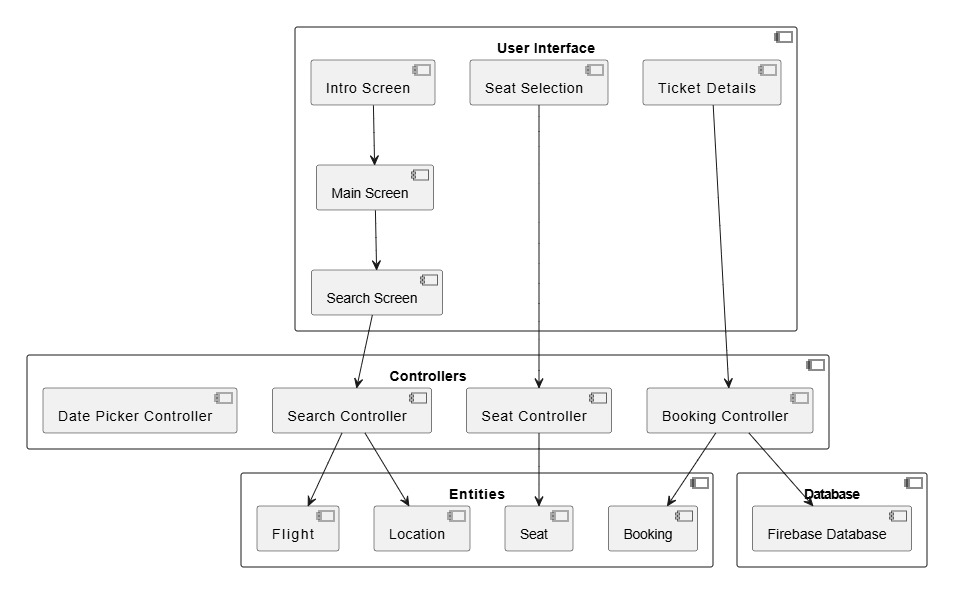 User Interface
Intro Screen
Seat Selection
Ticket Details
Main Screen
Search Screen
Controllers
Date Picker Controller
Search Controller
Seat Controller
Booking Controller
Entities
Database
Flight
Location
Seat
Booking
Firebase Database